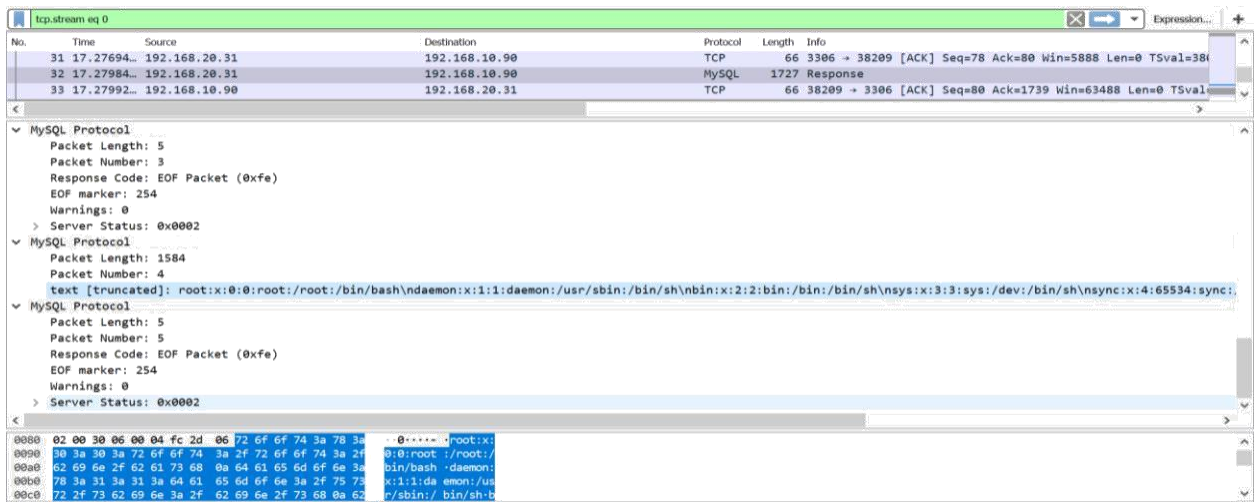 tcp.stream eq 0 Expression... +
No. Time Source Destination Protocol Length Info
31 17.27694… 192.168.20.31 192.168.10.90 TCP 66 3306 → 38209 [ACK] Seq=78 Ack=80 Win=5888 Len=0 TSval=380
32 17.27984… 192.168.20.31 192.168.10.90 MySQL 1727 Response
33 17.27992… 192.168.10.90 192.168.20.31 TCP 66 38209 → 3306 [ACK] Seq=80 Ack=1739 Win=63488 Len=0 TSval
MySQL Protocol
Packet Length: 5
Packet Number: 3
Response Code: EOF Packet (0xfe)
EOF marker: 254
Warnings: 0
Server Status: 0x0002
MySQL Protocol
Packet Length: 1584
Packet Number: 4
text [truncated]: root:x:0:0:root:/root:/bin/bash\ndaemon:x:1:1:daemon:/usr/sbin:/bin/sh\nbin:x:2:2:bin:/bin:/bin/sh\nsys:x:3:3:sys:/dev:/bin/sh\nsync:x:4:65534:sync:
MySQL Protocol
Packet Length: 5
Packet Number: 5
Response Code: EOF Packet (0xfe)
EOF marker: 254
Warnings: 0
Server Status: 0x0002
0080 02 00 30 06 00 04 fc 2d 06 72 6f 6f 74 3a 78 3a ··0····- ·root:x:
0090 30 3a 30 3a 72 6f 6f 74 3a 2f 72 6f 6f 74 3a 2f 0:0:root :/root:/
00a0 62 69 6e 2f 62 61 73 68 0a 64 61 65 6d 6f 6e 3a bin/bash ·daemon:
00b0 78 3a 31 3a 31 3a 64 61 65 6d 6f 6e 3a 2f 75 73 x:1:1:da emon:/us
00c0 72 2f 73 62 69 6e 3a 2f 62 69 6e 2f 73 68 0a 62 r/sbin:/ bin/sh·b